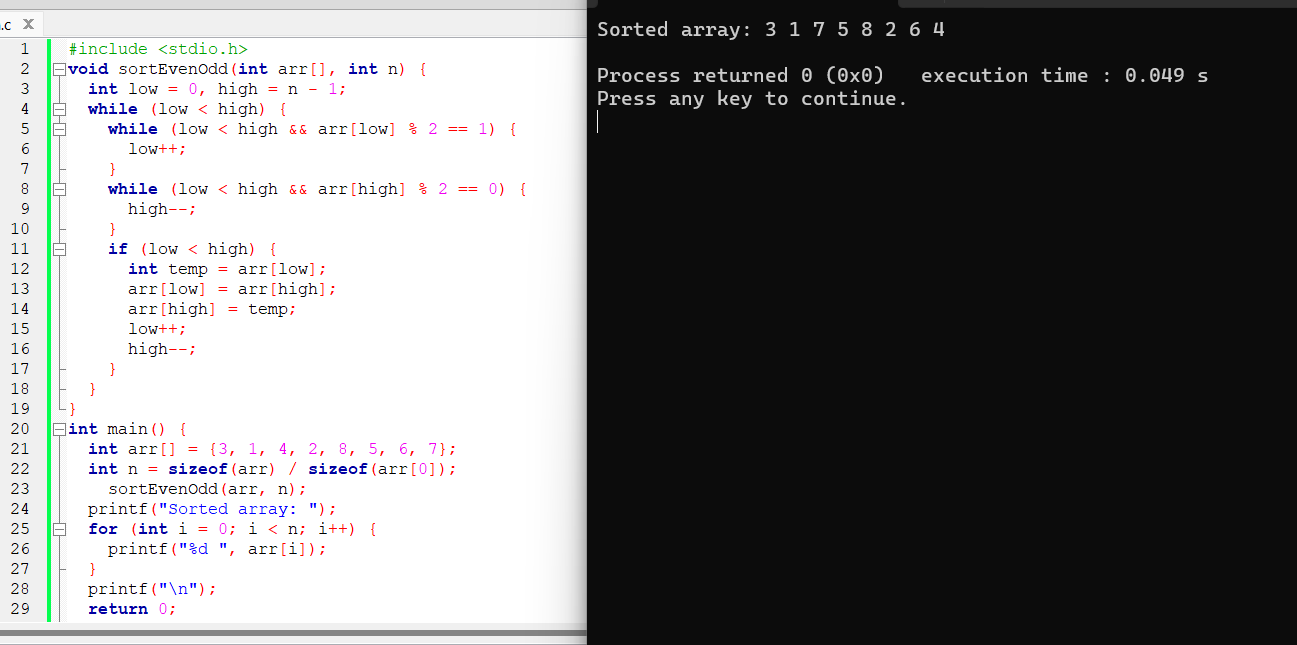 .c X
1 #include <stdio.h>
2 void sortEvenOdd(int arr[], int n) {
3 int low = 0, high = n - 1;
4 while (low < high) {
5 while (low < high && arr[low] % 2 == 1) {
6 low++;
7 }
8 while (low < high && arr[high] % 2 == 0) {
9 high--;
10 }
11 if (low < high) {
12 int temp = arr[low];
13 arr[low] = arr[high];
14 arr[high] = temp;
15 low++;
16 high--;
17 }
18 }
19 }
20 int main() {
21 int arr[] = {3, 1, 4, 2, 8, 5, 6, 7};
22 int n = sizeof(arr) / sizeof(arr[0]);
23 sortEvenOdd(arr, n);
24 printf("Sorted array: ");
25 for (int i = 0; i < n; i++) {
26 printf("%d ", arr[i]);
27 }
28 printf("\n");
29 return 0;
Sorted array: 3 1 7 5 8 2 6 4
Process returned 0 (0x0)   execution time : 0.049 s
Press any key to continue.